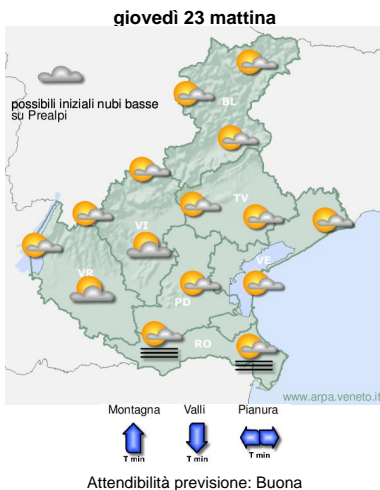 giovedì 23 mattina
possibili iniziali nubi basse
su Prealpi
BL
TV
VI
VE
VR
PD
RO
www.arpa.veneto.it
Montagna Valli Pianura
T min T min T min
Attendibilità previsione: Buona